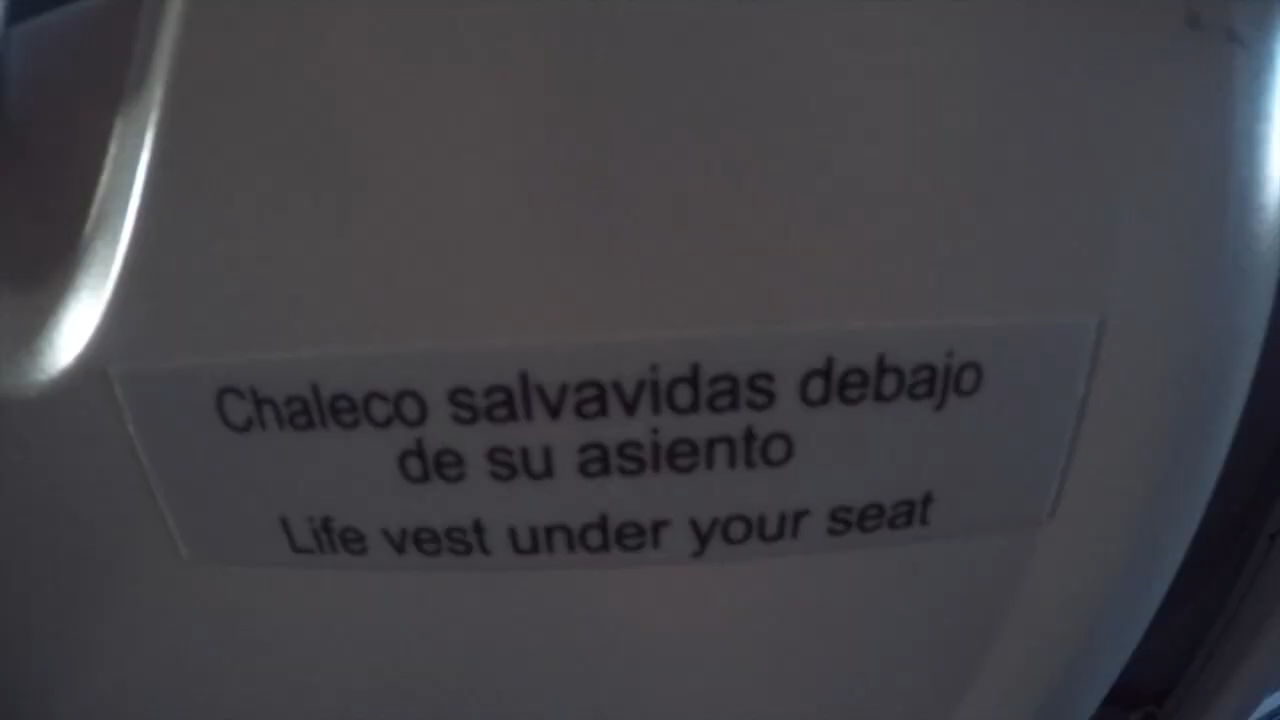 Chaleco salvavidas debajo
de su asiento
Life vest under your seat